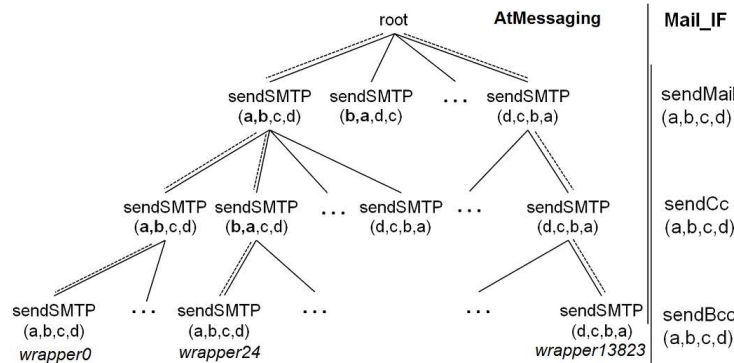 root AtMessaging Mail_IF
sendSMTP sendSMTP ... sendSMTP sendMail
(a,b,c,d) (b,a,d,c) (d,c,b,a) (a,b,c,d)
sendSMTP sendSMTP ... sendSMTP ... sendSMTP sendCc
(a,b,c,d) (b,a,c,d) (d,c,b,a) (d,c,b,a) (a,b,c,d)
sendSMTP ... sendSMTP ... ... sendSMTP sendBcc
(a,b,c,d) (a,b,c,d) (d,c,b,a) (a,b,c,d)
wrapper0 wrapper24 wrapper13823